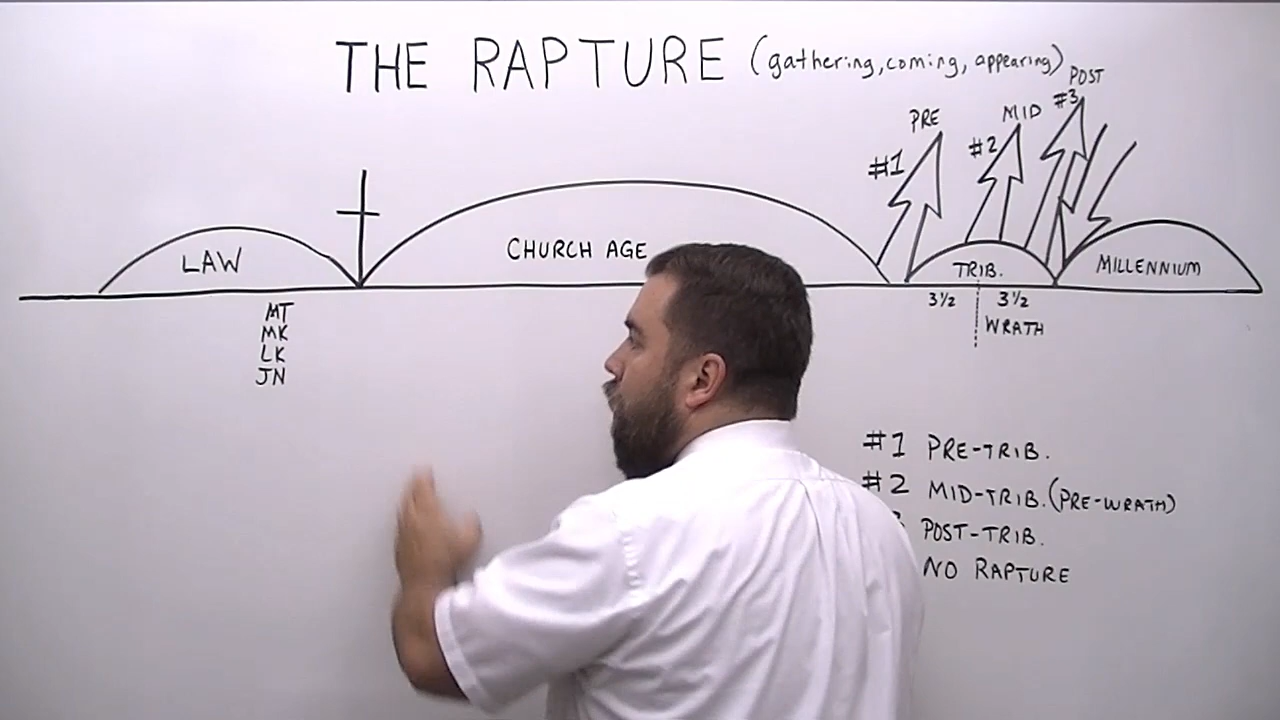 THE RAPTURE (gathering, coming, appearing)
POST
#3
PRE
MID
#1
#2
LAW
CHURCH AGE
TRIB.
MILLENNIUM
3½
3½
WRATH
MT
MK
LK
JN
#1 PRE-TRIB.
#2 MID-TRIB. (PRE-WRATH)
POST-TRIB.
NO RAPTURE